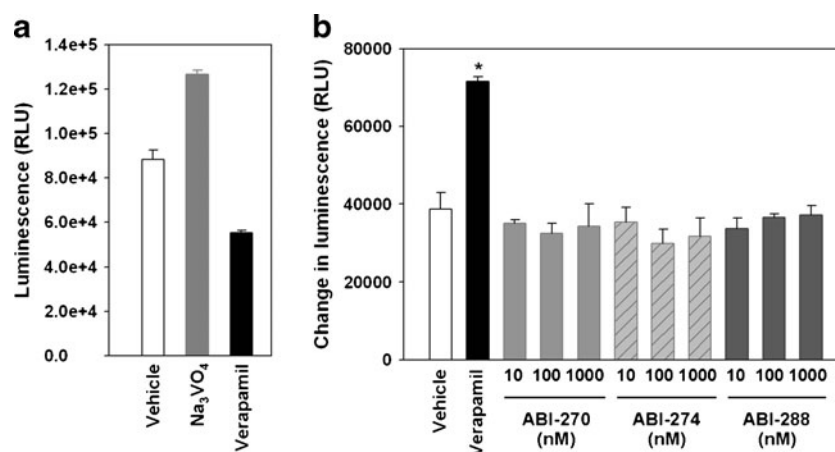 a
Luminescence (RLU)
1.4e+5
1.2e+5
1.0e+5
8.0e+4
6.0e+4
4.0e+4
2.0e+4
0.0
Vehicle
Na₃VO₄
Verapamil
b
Change in luminescence (RLU)
80000
60000
40000
20000
0
*
Vehicle
Verapamil
10 100 1000 10 100 1000 10 100 1000
ABI-270 ABI-274 ABI-288
(nM) (nM) (nM)